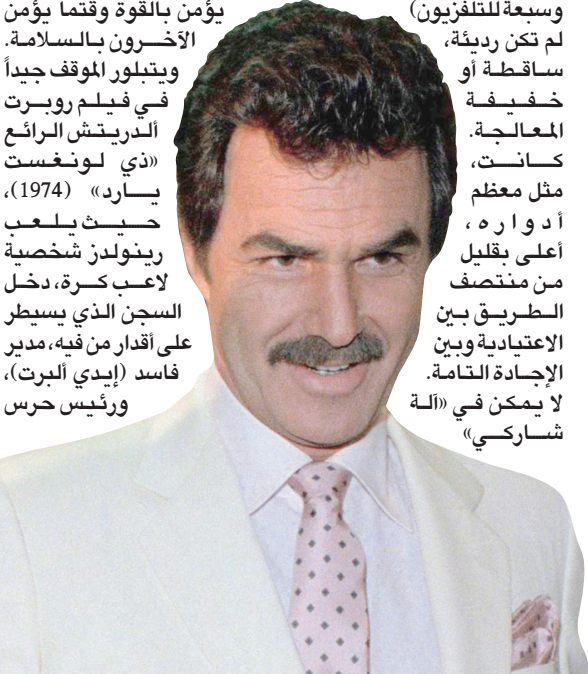 وسبعة للتلفزيون)
لم تكن رديئة،
ساقطة أو
خفيفة
المعالجة.
كانت،
مثل معظم
أدواره،
أعلى بقليل
من منتصف
الطريق بين
الاعتيادية وبين
الإجادة التامة.
لا يمكن في «آلة
شاركي»
يؤمن بالقوة وقتما يؤمن
الآخرون بالسلامة.
ويتبلور الموقف جيداً
في فيلم روبرت
ألدريتش الرائع
«ذي لونغست
يارد» (1974)،
حيث يلعب
رينولدز شخصية
لاعب كرة، دخل
السجن الذي يسيطر
على أقدار من فيه، مدير
فاسد (إيدي ألبرت)،
ورئيس حرس